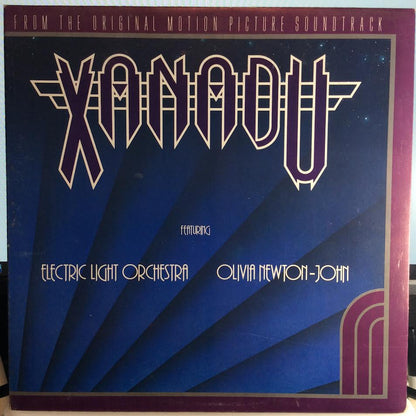 FROM THE ORIGINAL MOTION PICTURE SOUNDTRACK
XANADU
FEATURING
ELECTRIC LIGHT ORCHESTRA OLIVIA NEWTON-JOHN